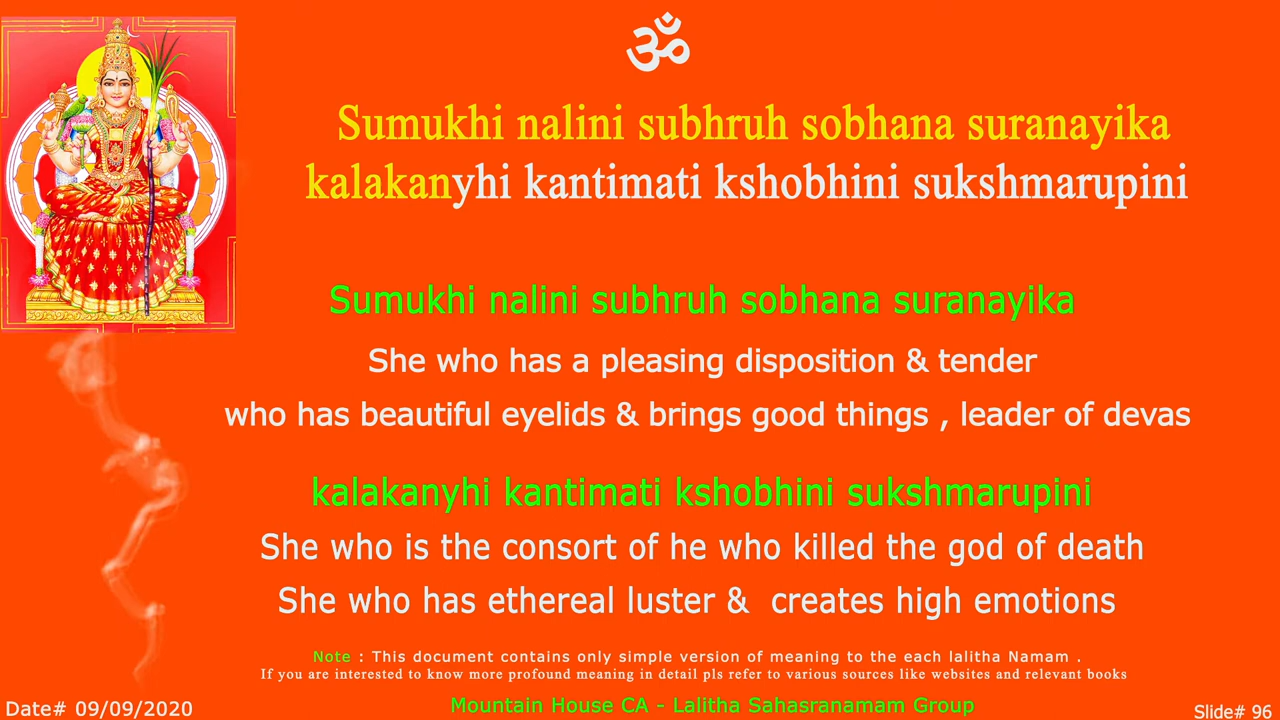 ॐ
Sumukhi nalini subhruh sobhana suranayika
kalakanyhi kantimati kshobhini sukshmarupini
Sumukhi nalini subhruh sobhana suranayika
She who has a pleasing disposition & tender
who has beautiful eyelids & brings good things , leader of devas
kalakanyhi kantimati kshobhini sukshmarupini
She who is the consort of he who killed the god of death
She who has ethereal luster & creates high emotions
Note : This document contains only simple version of meaning to the each lalitha Namam .
If you are interested to know more profound meaning in detail pls refer to various sources like websites and relevant books
Mountain House CA - Lalitha Sahasranamam Group
Date# 09/09/2020
Slide# 96